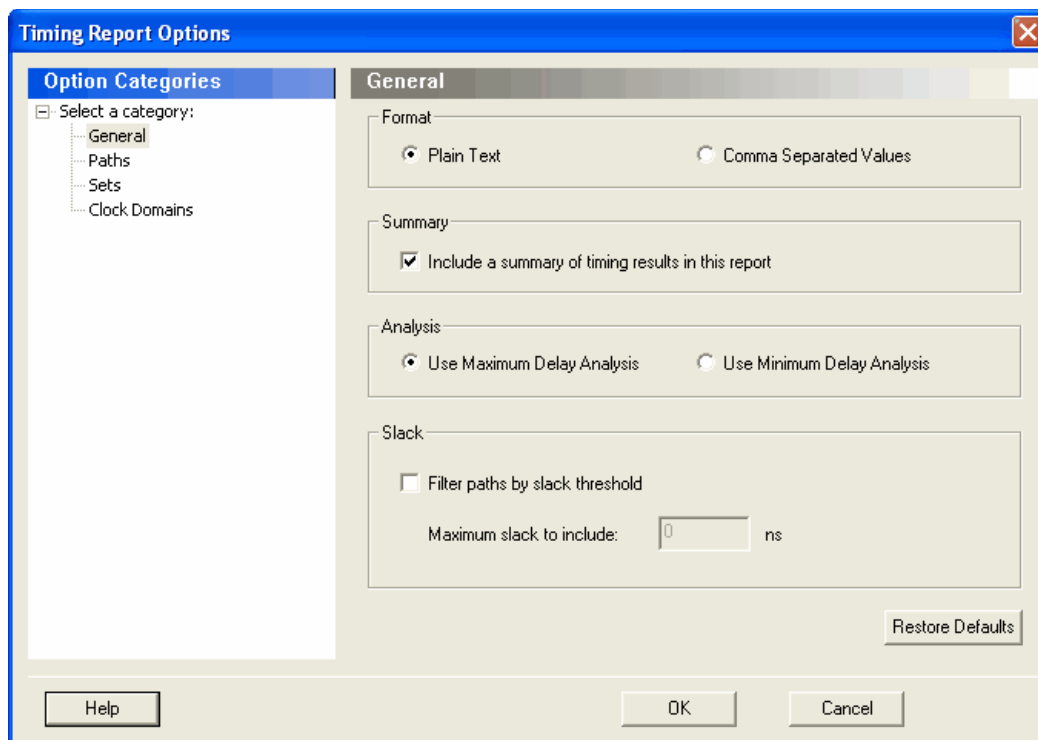 Timing Report Options
Option Categories
Select a category:
General
Paths
Sets
Clock Domains
General
Format
Plain Text
Comma Separated Values
Summary
Include a summary of timing results in this report
Analysis
Use Maximum Delay Analysis
Use Minimum Delay Analysis
Slack
Filter paths by slack threshold
Maximum slack to include: 0 ns
Restore Defaults
Help
OK
Cancel